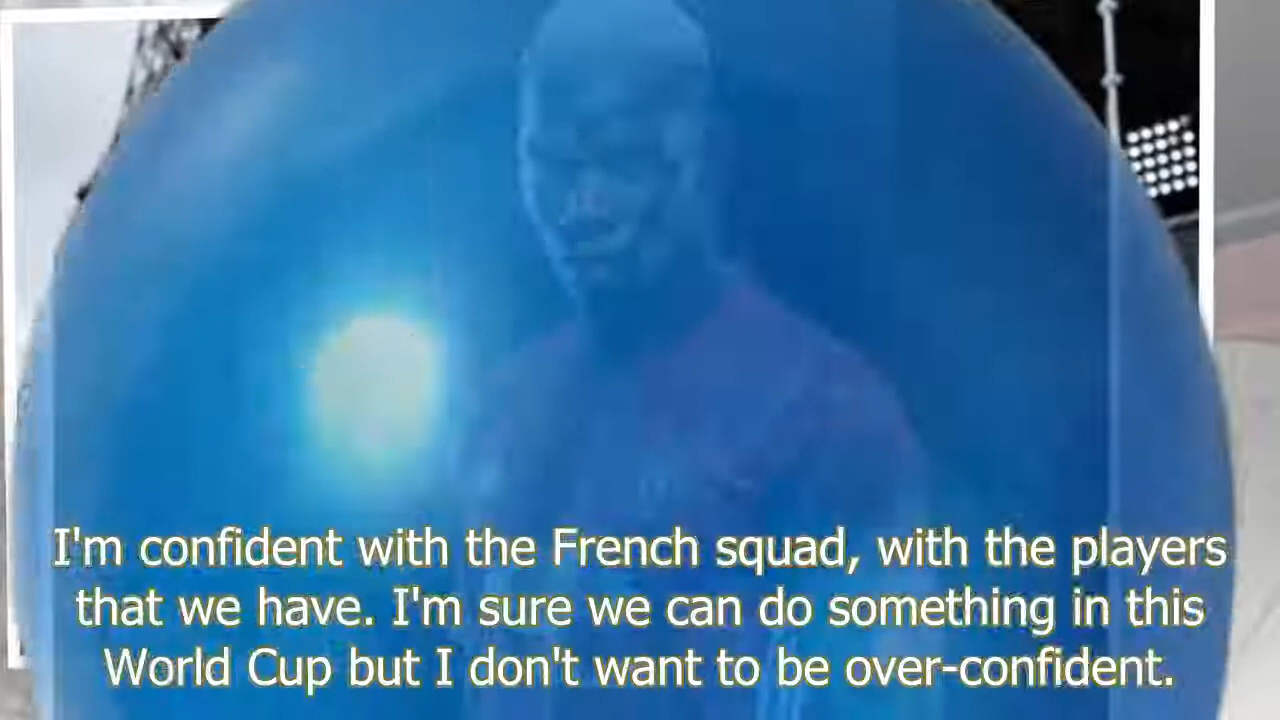 I'm confident with the French squad, with the players
that we have. I'm sure we can do something in this
World Cup but I don't want to be over-confident.